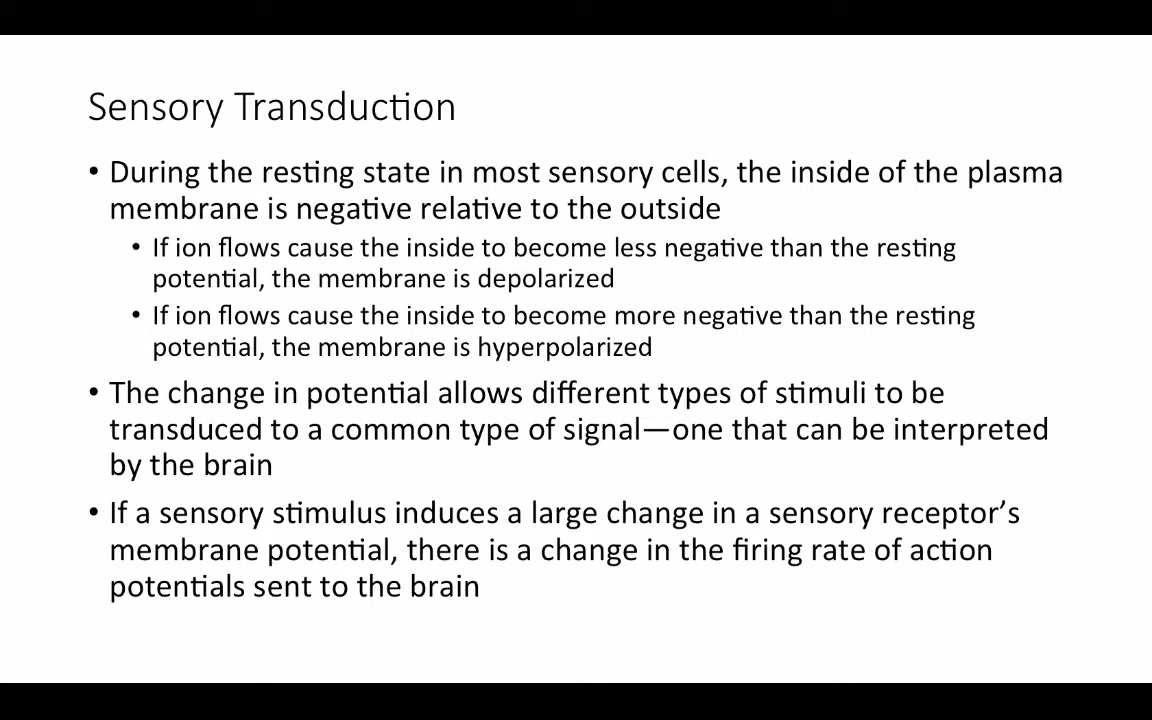 Sensory Transduction
• During the resting state in most sensory cells, the inside of the plasma
membrane is negative relative to the outside
• If ion flows cause the inside to become less negative than the resting
potential, the membrane is depolarized
• If ion flows cause the inside to become more negative than the resting
potential, the membrane is hyperpolarized
• The change in potential allows different types of stimuli to be
transduced to a common type of signal—one that can be interpreted
by the brain
• If a sensory stimulus induces a large change in a sensory receptor’s
membrane potential, there is a change in the firing rate of action
potentials sent to the brain